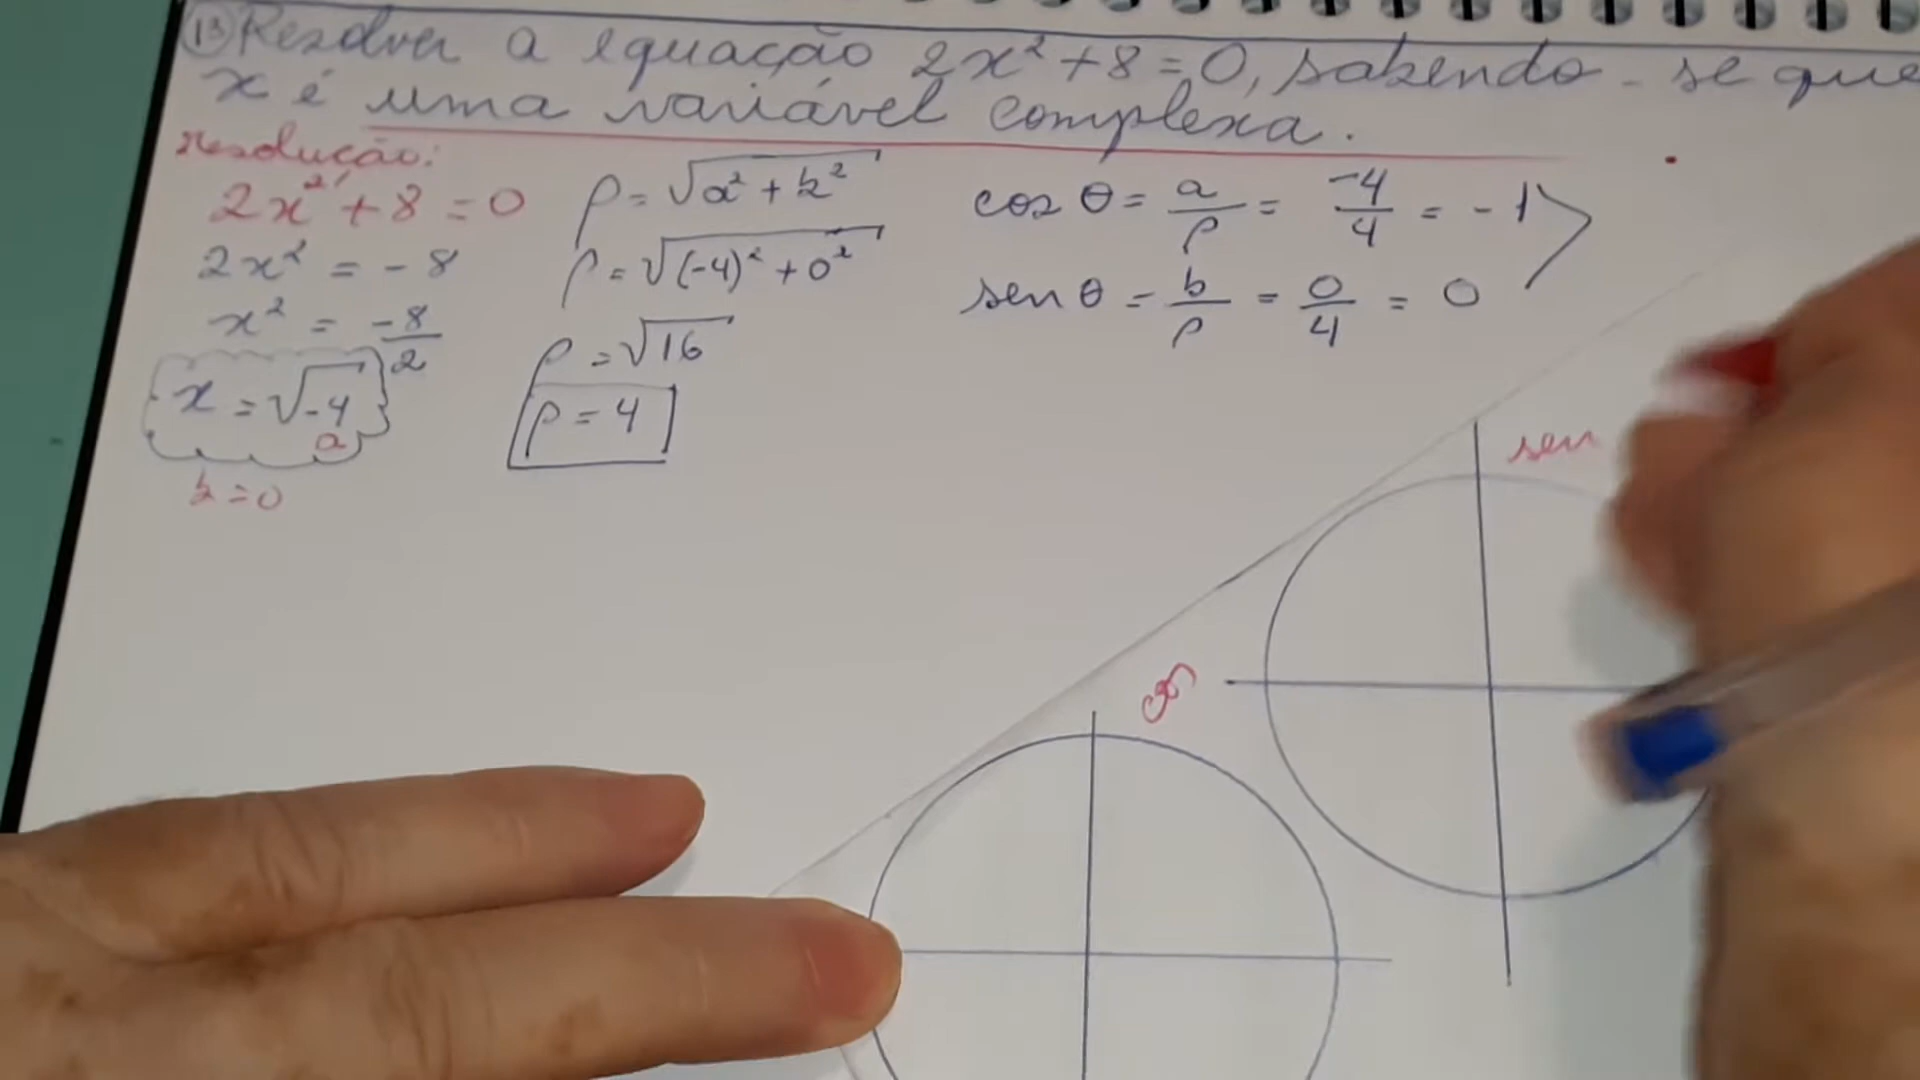 13 Resolver a equação 2x² + 8 = 0, sabendo-se que
x é uma variável complexa.
resolução:
2x² + 8 = 0
2x² = -8
x² = -8/2
x = √-4
a
b = 0
ρ = √a² + b²
ρ = √(-4)² + 0²
ρ = √16
ρ = 4
cos θ = a/ρ = -4/4 = -1
sen θ = b/ρ = 0/4 = 0
sen
cos